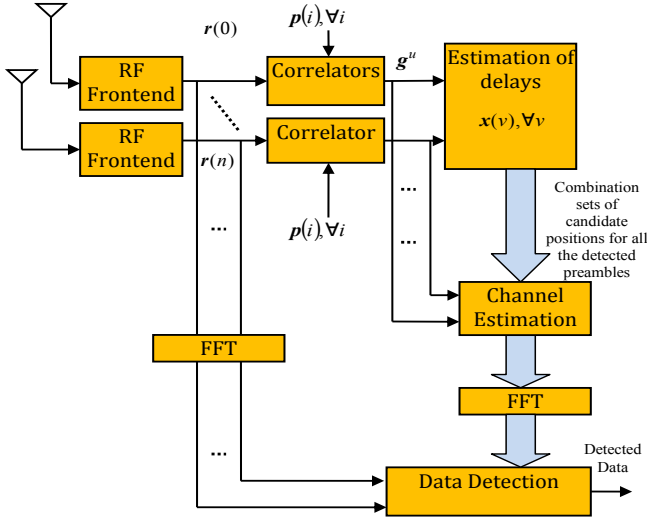 p(i),∀i
r(0)
RF
Frontend
Correlators
g^u
Estimation of
delays
x(v),∀v
RF
Frontend
Correlator
r(n)
...
p(i),∀i
...
...
Combination
sets of
candidate
positions for all
the detected
preambles
Channel
Estimation
FFT
FFT
...
Data Detection
Detected
Data